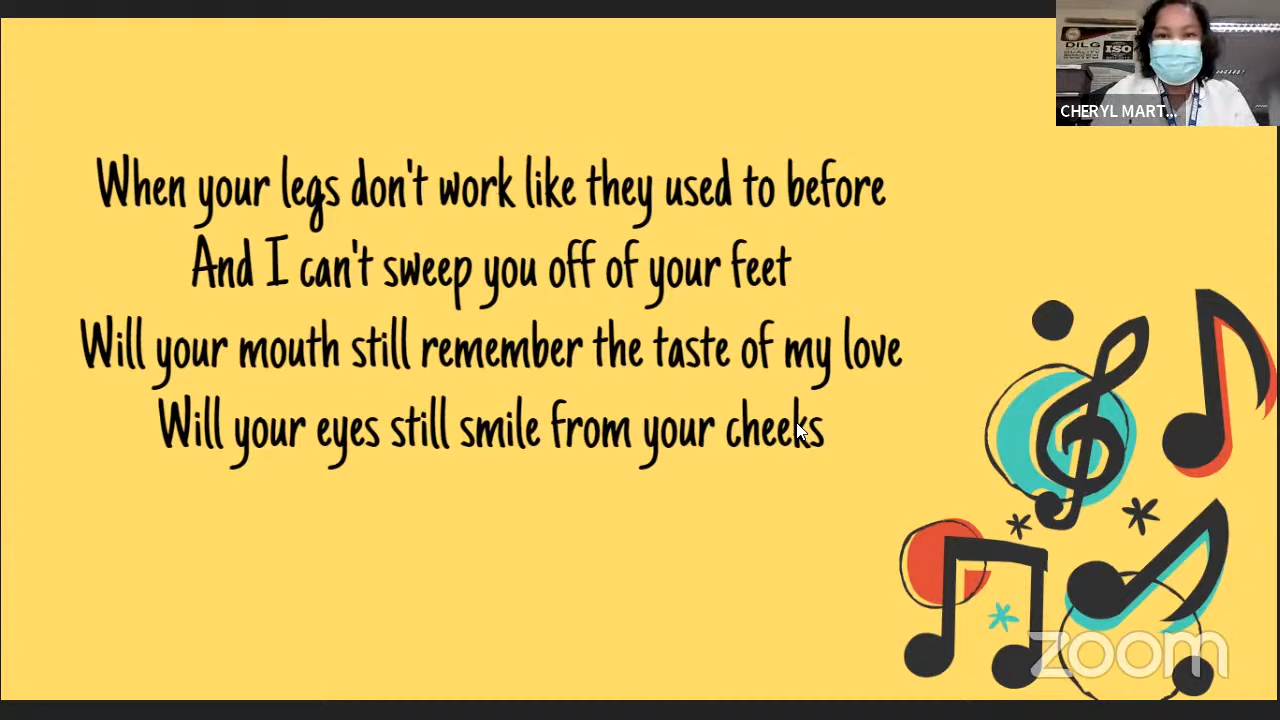 DILG
ISO
CHERYL MART...
When your legs don't work like they used to before
And I can't sweep you off of your feet
Will your mouth still remember the taste of my love
Will your eyes still smile from your cheeks
zoom